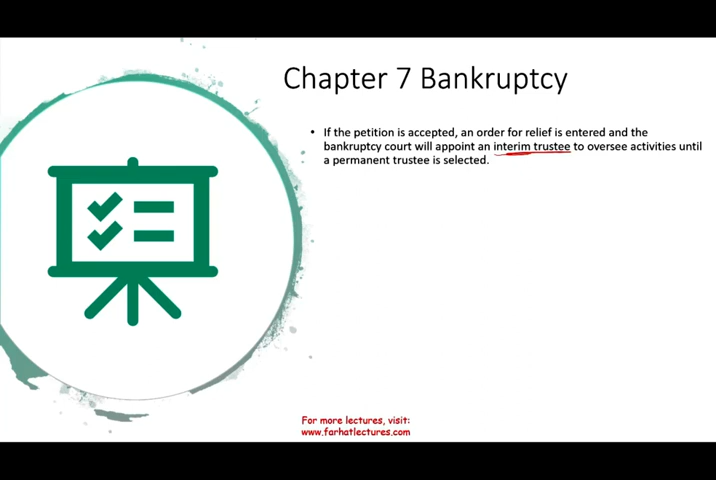 Chapter 7 Bankruptcy
• If the petition is accepted, an order for relief is entered and the
bankruptcy court will appoint an interim trustee to oversee activities until
a permanent trustee is selected.
For more lectures, visit:
www.farhatlectures.com